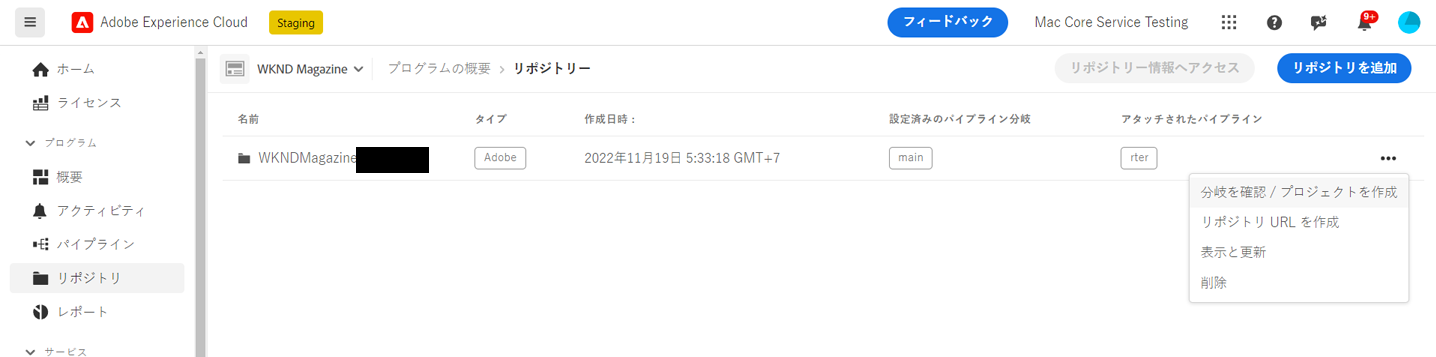 Adobe Experience Cloud Staging フィードバック Mac Core Service Testing 9+
ホーム
ライセンス
プログラム
概要
アクティビティ
パイプライン
リポジトリ
レポート
サービス
WKND Magazine プログラムの概要 > リポジトリー リポジトリー情報へアクセス リポジトリを追加
名前 タイプ 作成日時： 設定済みのパイプライン分岐 アタッチされたパイプライン
WKNDMagazine Adobe 2022年11月19日 5:33:18 GMT+7 main rter
分岐を確認 / プロジェクトを作成
リポジトリ URL を作成
表示と更新
削除